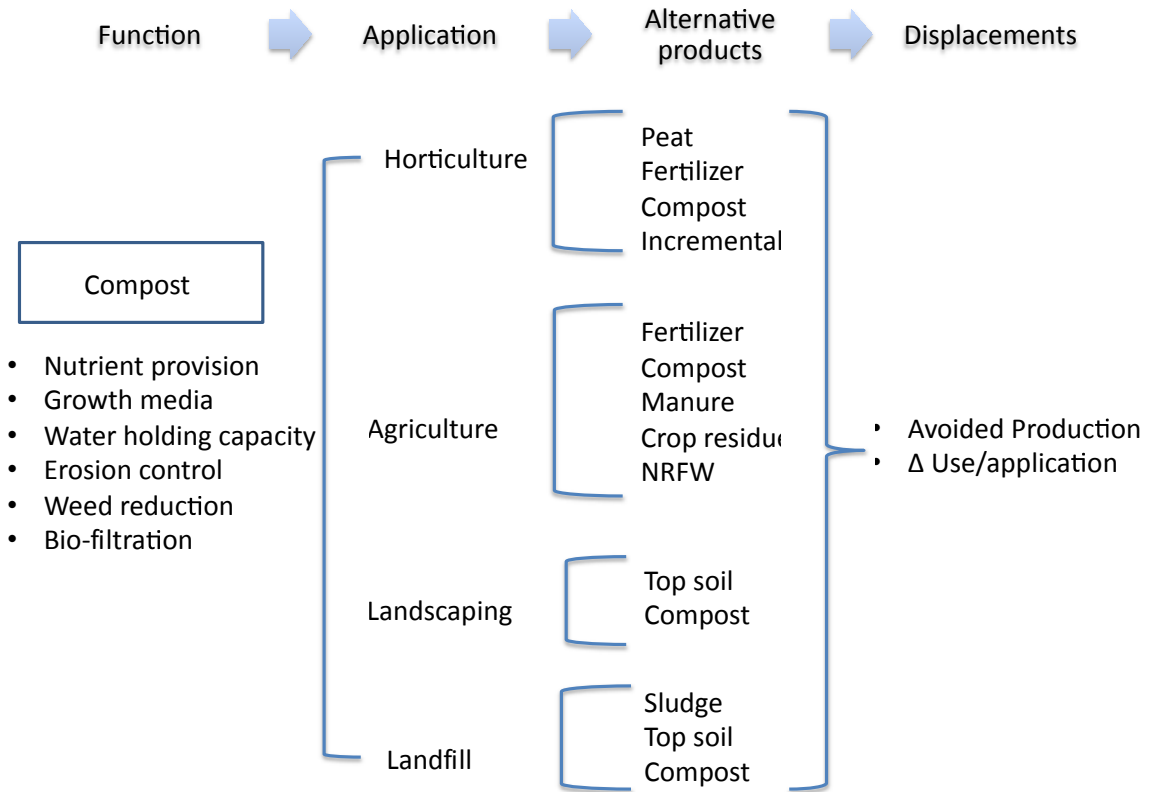 Function
Application
Alternative
products
Displacements
Compost
• Nutrient provision
• Growth media
• Water holding capacity
• Erosion control
• Weed reduction
• Bio-filtration
Horticulture
Peat
Fertilizer
Compost
Incremental
Agriculture
Fertilizer
Compost
Manure
Crop residue
NRFW
Landscaping
Top soil
Compost
Landfill
Sludge
Top soil
Compost
• Avoided Production
• Δ Use/application